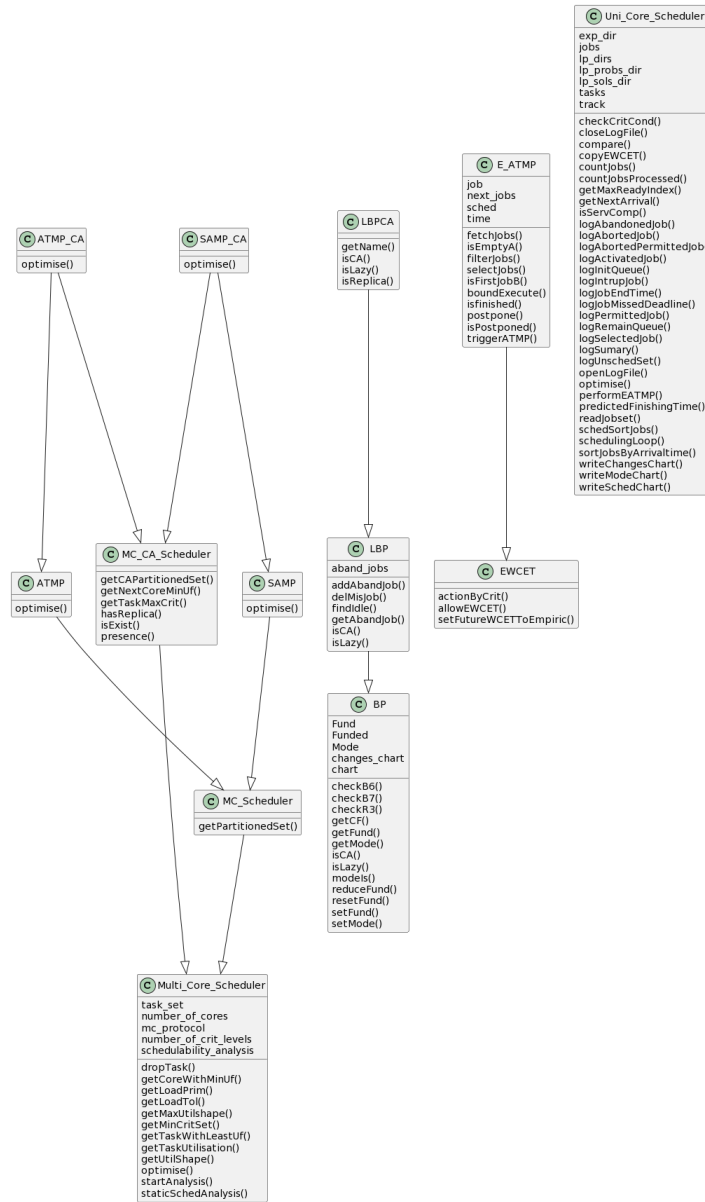 C Uni_Core_Scheduler
exp_dir
jobs
lp_dirs
lp_probs_dir
lp_sols_dir
tasks
track
checkCritCond()
closeLogFile()
compare()
copyEWCET()
countJobs()
countJobsProcessed()
getMaxReadyIndex()
getNextArrival()
isServComp()
logAbandonedJob()
logAbortedJob()
logAbortedPermittedJob
logActivatedJob()
logInitQueue()
logIntrupJob()
logJobEndTime()
logJobMissedDeadline()
logPermittedJob()
logRemainQueue()
logSelectedJob()
logSumary()
logUnschedSet()
openLogFile()
optimise()
performEATMP()
predictedFinishingTime()
readJobset()
schedSortJobs()
schedulingLoop()
sortJobsByArrivaltime()
writeChangesChart()
writeModeChart()
writeSchedChart()
C E_ATMP
job
next_jobs
sched
time
fetchJobs()
isEmptyA()
filterJobs()
selectJobs()
isFirstJobB()
boundExecute()
isfinished()
postpone()
isPostponed()
triggerATMP()
C ATMP_CA
optimise()
C SAMP_CA
optimise()
C LBPCA
getName()
isCA()
isLazy()
isReplica()
C ATMP
optimise()
C MC_CA_Scheduler
getCAPartitionedSet()
getNextCoreMinUf()
getTaskMaxCrit()
hasReplica()
isExist()
presence()
C SAMP
optimise()
C LBP
aband_jobs
addAbandJob()
delMisJob()
findIdle()
getAbandJob()
isCA()
isLazy()
C EWCET
actionByCrit()
allowEWCET()
setFutureWCETToEmpiric()
C BP
Fund
Funded
Mode
changes_chart
chart
checkB6()
checkB7()
checkR3()
getCF()
getFund()
getMode()
isCA()
isLazy()
modeIs()
reduceFund()
resetFund()
setFund()
setMode()
C MC_Scheduler
getPartitionedSet()
C Multi_Core_Scheduler
task_set
number_of_cores
mc_protocol
number_of_crit_levels
schedulability_analysis
dropTask()
getCoreWithMinUf()
getLoadPrim()
getLoadTol()
getMaxUtilshape()
getMinCritSet()
getTaskWithLeastUf()
getTaskUtilisation()
getUtilShape()
optimise()
startAnalysis()
staticSchedAnalysis()